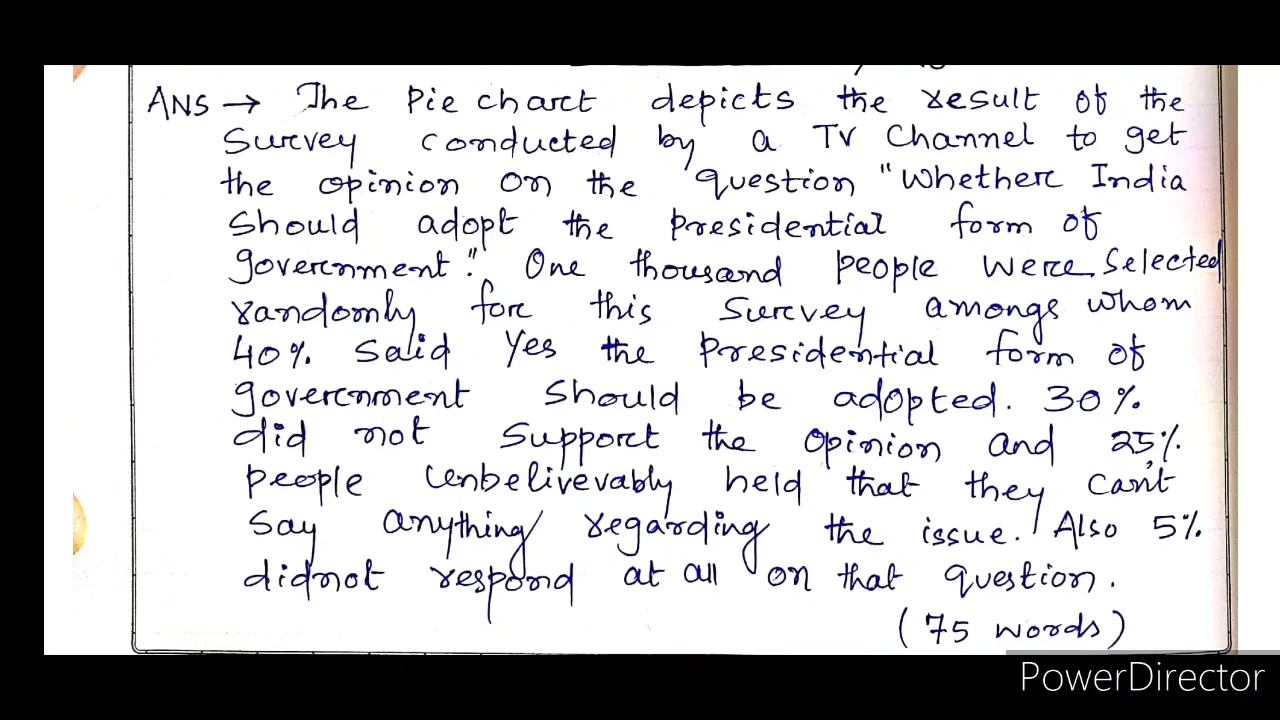 ANS → The Pie chart depicts the result of the
Survey conducted by a TV Channel to get
the opinion on the question "Whether India
Should adopt the Presidential form of
government". One thousand people were selected
randomly for this Survey amongs whom
40% Said Yes the Presidential form of
government should be adopted. 30%
did not Support the Opinion and 25%
people unbelivevably held that they can't
Say anything regarding the issue. Also 5%
didnot respond at all on that question.
(75 words)
PowerDirector